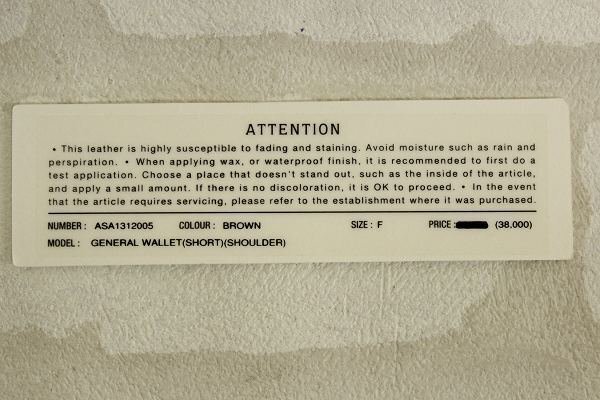 ATTENTION
• This leather is highly susceptible to fading and staining. Avoid moisture such as rain and
perspiration. • When applying wax, or waterproof finish, it is recommended to first do a
test application. Choose a place that doesn't stand out, such as the inside of the article,
and apply a small amount. If there is no discoloration, it is OK to proceed. • In the event
that the article requires servicing, please refer to the establishment where it was purchased.
NUMBER : ASA1312005 COLOUR : BROWN SIZE : F PRICE : (38,000)
MODEL : GENERAL WALLET(SHORT)(SHOULDER)